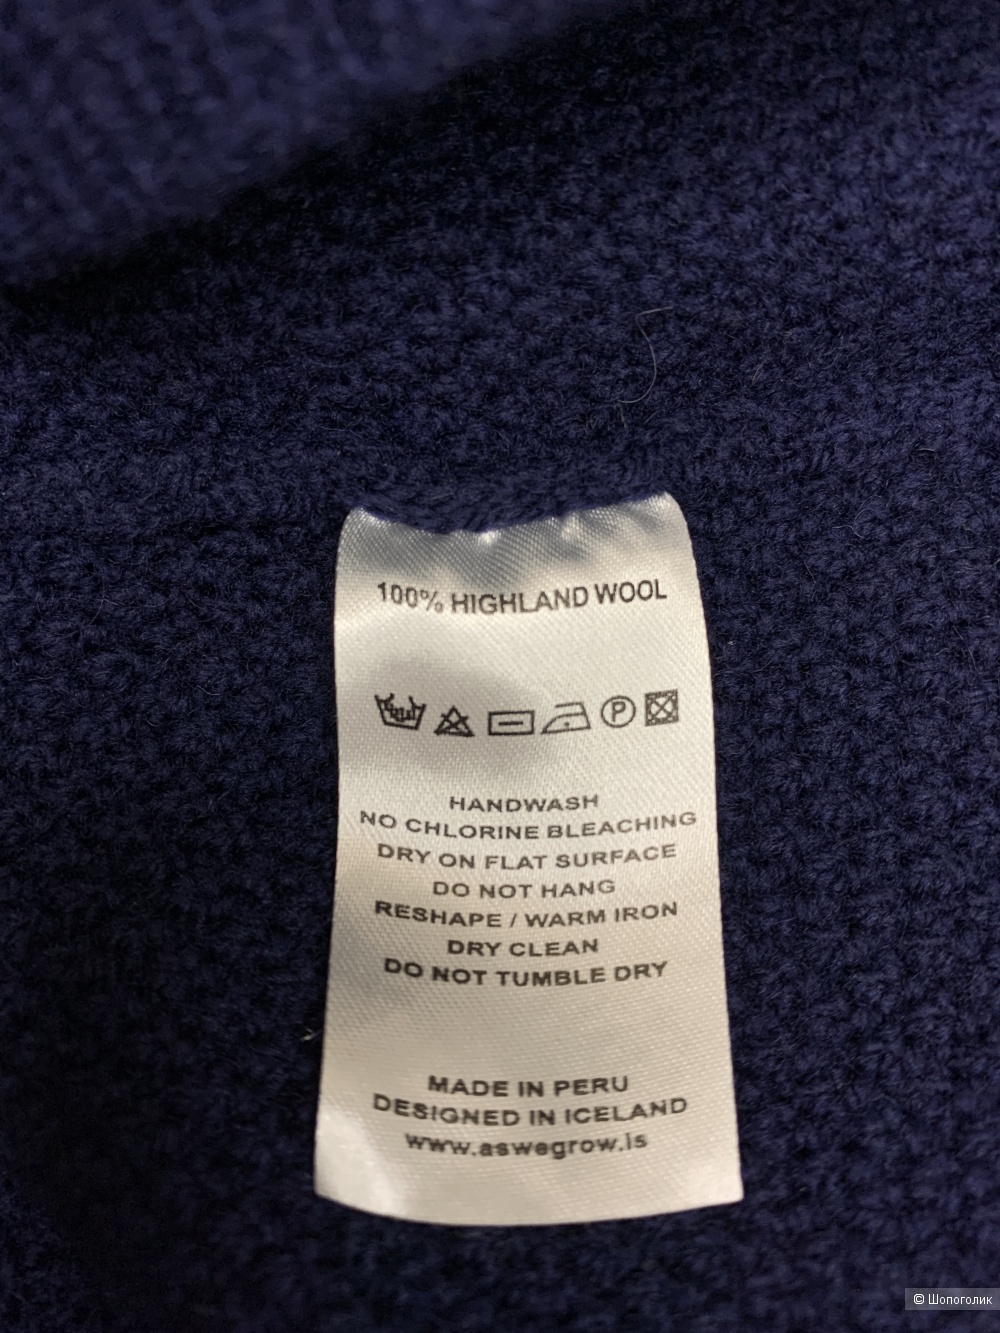 100% HIGHLAND WOOL
P
HANDWASH
NO CHLORINE BLEACHING
DRY ON FLAT SURFACE
DO NOT HANG
RESHAPE / WARM IRON
DRY CLEAN
DO NOT TUMBLE DRY
MADE IN PERU
DESIGNED IN ICELAND
www.aswegrow.is
© Шопоголик